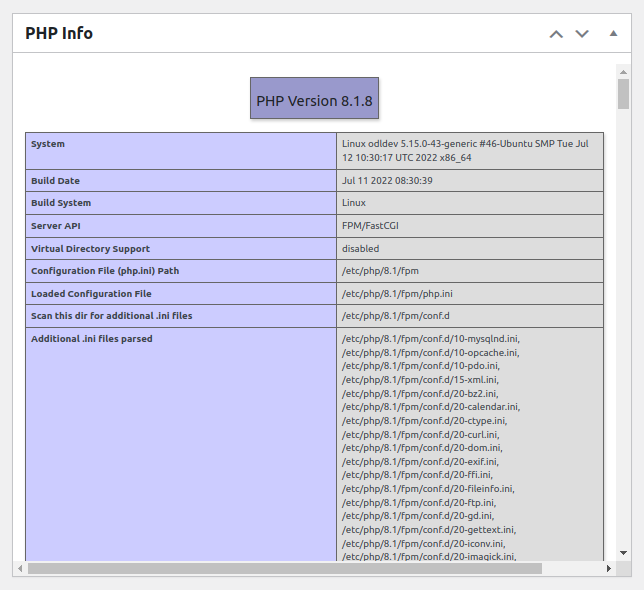 PHP Info
PHP Version 8.1.8
System
Linux odldev 5.15.0-43-generic #46-Ubuntu SMP Tue Jul
12 10:30:17 UTC 2022 x86_64
Build Date
Jul 11 2022 08:30:39
Build System
Linux
Server API
FPM/FastCGI
Virtual Directory Support
disabled
Configuration File (php.ini) Path
/etc/php/8.1/fpm
Loaded Configuration File
/etc/php/8.1/fpm/php.ini
Scan this dir for additional .ini files
/etc/php/8.1/fpm/conf.d
Additional .ini files parsed
/etc/php/8.1/fpm/conf.d/10-mysqlnd.ini,
/etc/php/8.1/fpm/conf.d/10-opcache.ini,
/etc/php/8.1/fpm/conf.d/10-pdo.ini,
/etc/php/8.1/fpm/conf.d/15-xml.ini,
/etc/php/8.1/fpm/conf.d/20-bz2.ini,
/etc/php/8.1/fpm/conf.d/20-calendar.ini,
/etc/php/8.1/fpm/conf.d/20-ctype.ini,
/etc/php/8.1/fpm/conf.d/20-curl.ini,
/etc/php/8.1/fpm/conf.d/20-dom.ini,
/etc/php/8.1/fpm/conf.d/20-exif.ini,
/etc/php/8.1/fpm/conf.d/20-ffi.ini,
/etc/php/8.1/fpm/conf.d/20-fileinfo.ini,
/etc/php/8.1/fpm/conf.d/20-ftp.ini,
/etc/php/8.1/fpm/conf.d/20-gd.ini,
/etc/php/8.1/fpm/conf.d/20-gettext.ini,
/etc/php/8.1/fpm/conf.d/20-iconv.ini,
/etc/php/8.1/fpm/conf.d/20-imagick.ini,